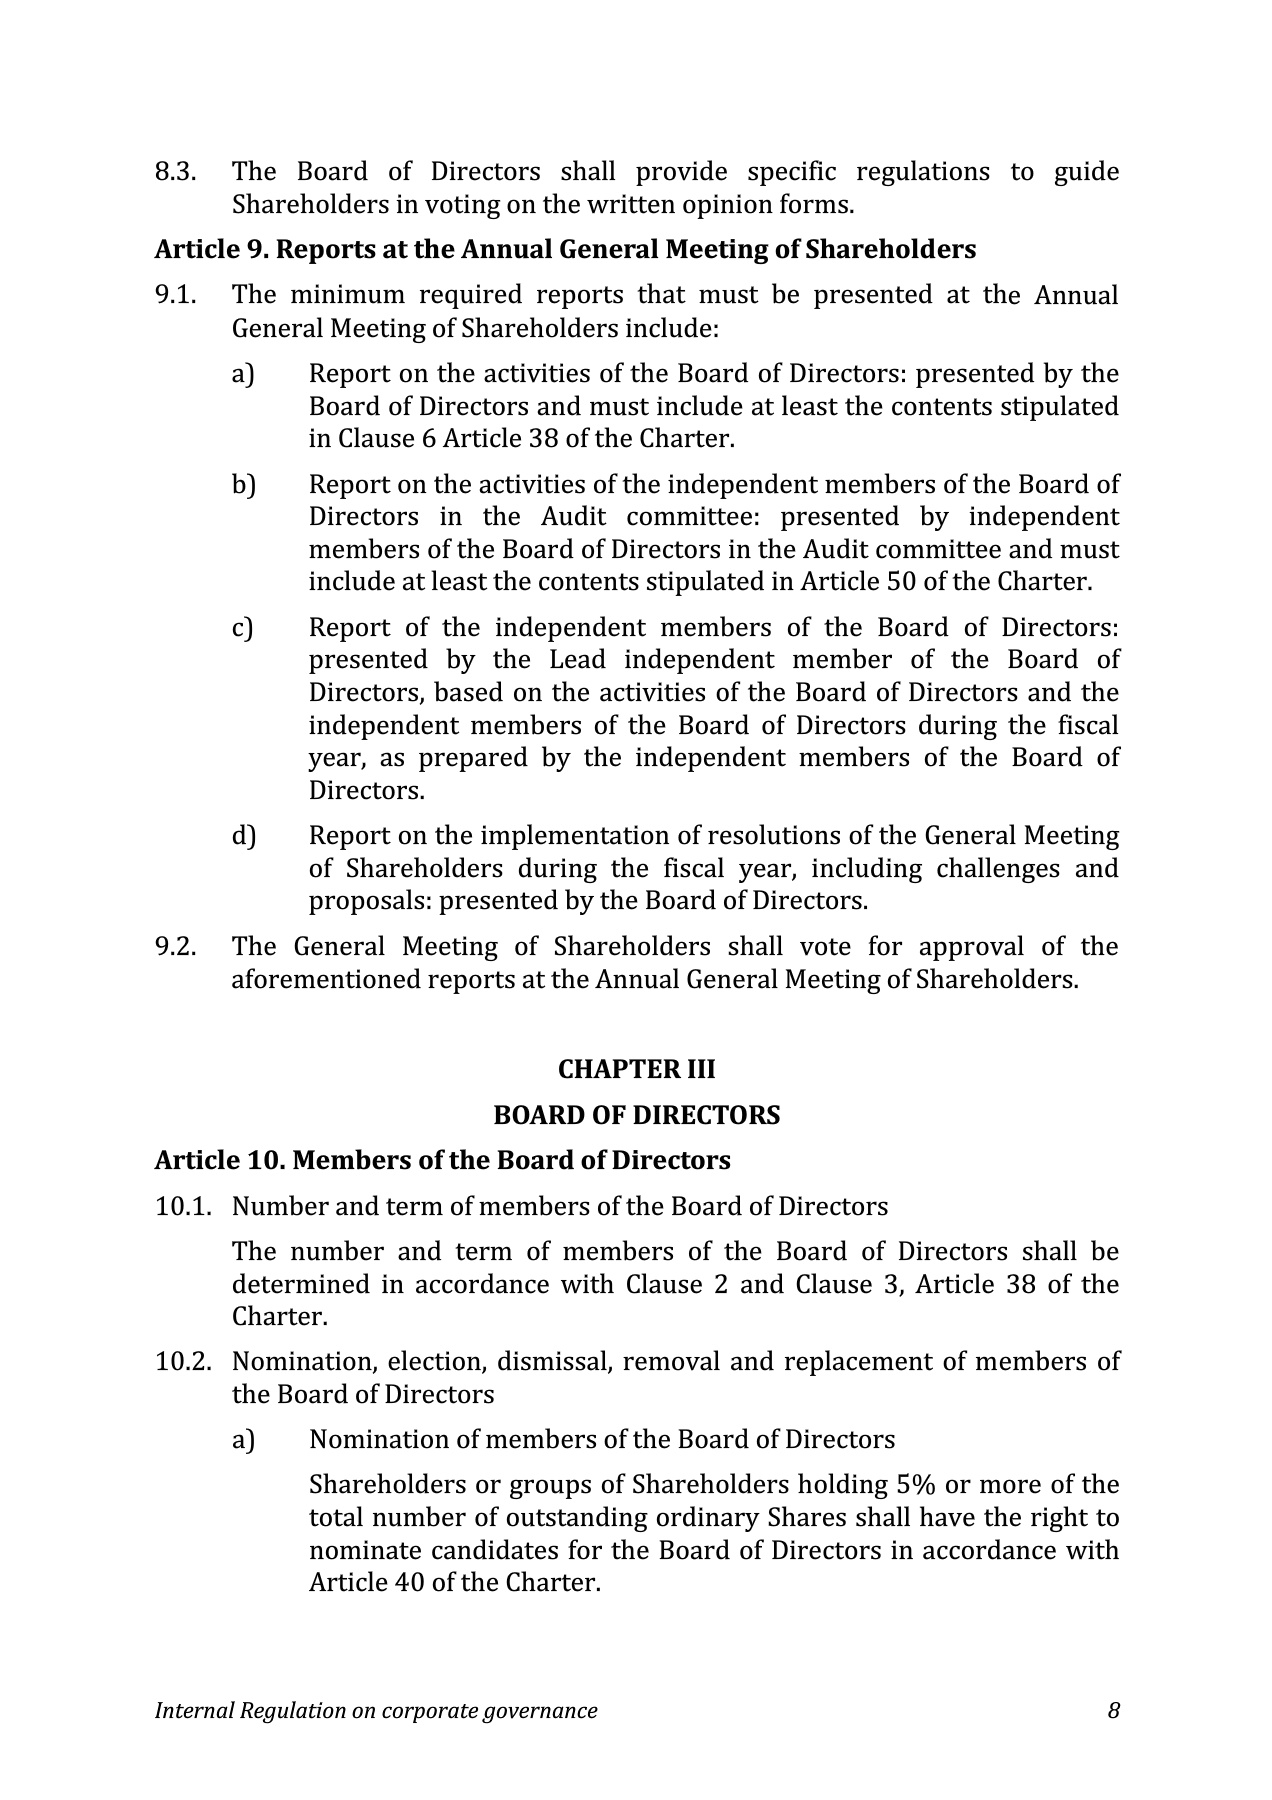 8.3. The Board of Directors shall provide specific regulations to guide
Shareholders in voting on the written opinion forms.
Article 9. Reports at the Annual General Meeting of Shareholders
9.1. The minimum required reports that must be presented at the Annual
General Meeting of Shareholders include:
a) Report on the activities of the Board of Directors: presented by the
Board of Directors and must include at least the contents stipulated
in Clause 6 Article 38 of the Charter.
b) Report on the activities of the independent members of the Board of
Directors in the Audit committee: presented by independent
members of the Board of Directors in the Audit committee and must
include at least the contents stipulated in Article 50 of the Charter.
c) Report of the independent members of the Board of Directors:
presented by the Lead independent member of the Board of
Directors, based on the activities of the Board of Directors and the
independent members of the Board of Directors during the fiscal
year, as prepared by the independent members of the Board of
Directors.
d) Report on the implementation of resolutions of the General Meeting
of Shareholders during the fiscal year, including challenges and
proposals: presented by the Board of Directors.
9.2. The General Meeting of Shareholders shall vote for approval of the
aforementioned reports at the Annual General Meeting of Shareholders.
CHAPTER III
BOARD OF DIRECTORS
Article 10. Members of the Board of Directors
10.1. Number and term of members of the Board of Directors
The number and term of members of the Board of Directors shall be
determined in accordance with Clause 2 and Clause 3, Article 38 of the
Charter.
10.2. Nomination, election, dismissal, removal and replacement of members of
the Board of Directors
a) Nomination of members of the Board of Directors
Shareholders or groups of Shareholders holding 5% or more of the
total number of outstanding ordinary Shares shall have the right to
nominate candidates for the Board of Directors in accordance with
Article 40 of the Charter.
Internal Regulation on corporate governance 8